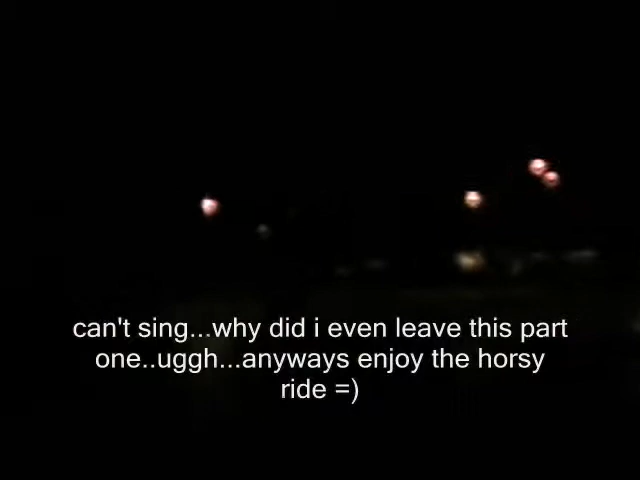 can't sing...why did i even leave this part
one..uggh...anyways enjoy the horsy
ride =)